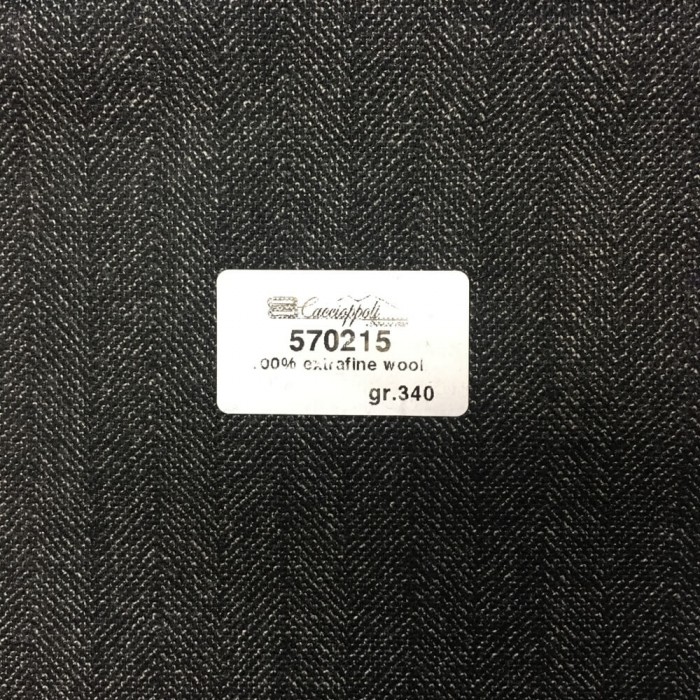 Caccioppoli
570215
.00% extrafine wool
gr.340